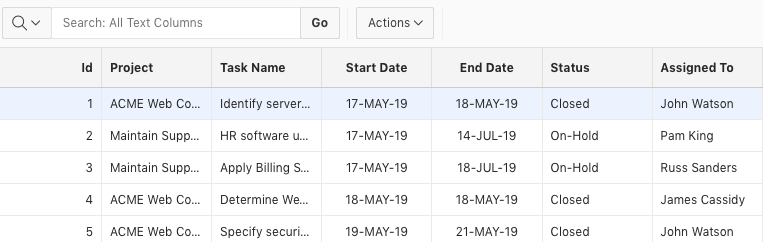 Search: All Text Columns Go Actions
Id Project Task Name Start Date End Date Status Assigned To
1 ACME Web Co... Identify server... 17-MAY-19 18-MAY-19 Closed John Watson
2 Maintain Supp... HR software u... 17-MAY-19 14-JUL-19 On-Hold Pam King
3 Maintain Supp... Apply Billing S... 17-MAY-19 18-JUL-19 On-Hold Russ Sanders
4 ACME Web Co... Determine We... 18-MAY-19 18-MAY-19 Closed James Cassidy
5 ACME Web Co... Specify securi... 19-MAY-19 21-MAY-19 Closed John Watson